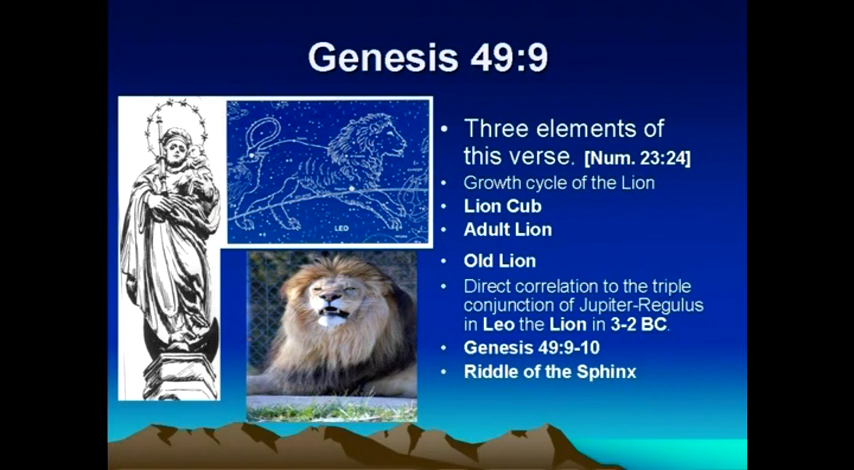 Genesis 49:9
LEO
• Three elements of
this verse. [Num. 23:24]
• Growth cycle of the Lion
• Lion Cub
• Adult Lion
• Old Lion
• Direct correlation to the triple
conjunction of Jupiter-Regulus
in Leo the Lion in 3-2 BC.
• Genesis 49:9-10
• Riddle of the Sphinx